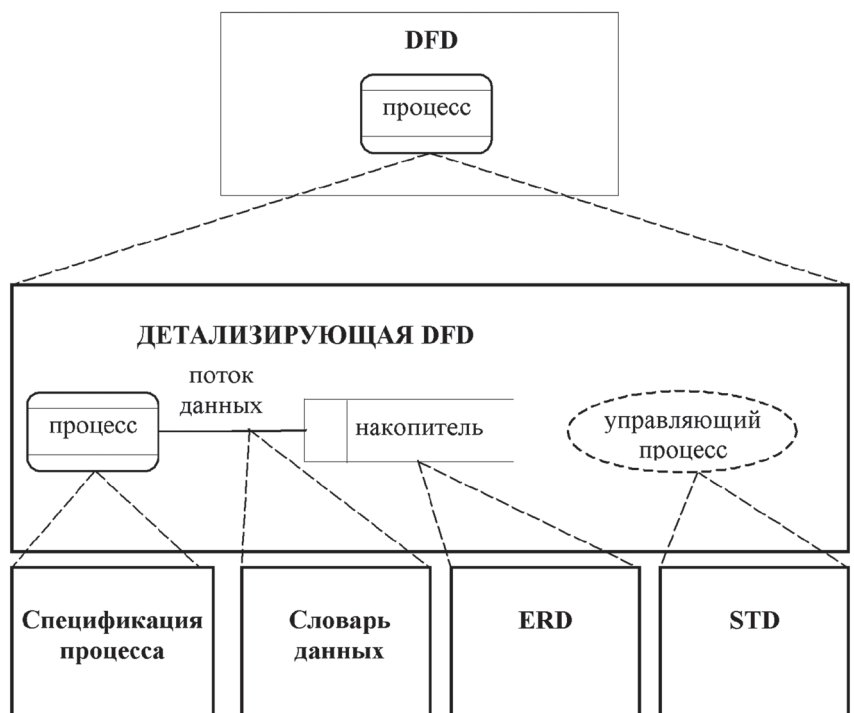 DFD
процесс
ДЕТАЛИЗИРУЮЩАЯ DFD
поток
данных
процесс
накопитель
управляющий
процесс
Спецификация
процесса
Словарь
данных
ERD
STD